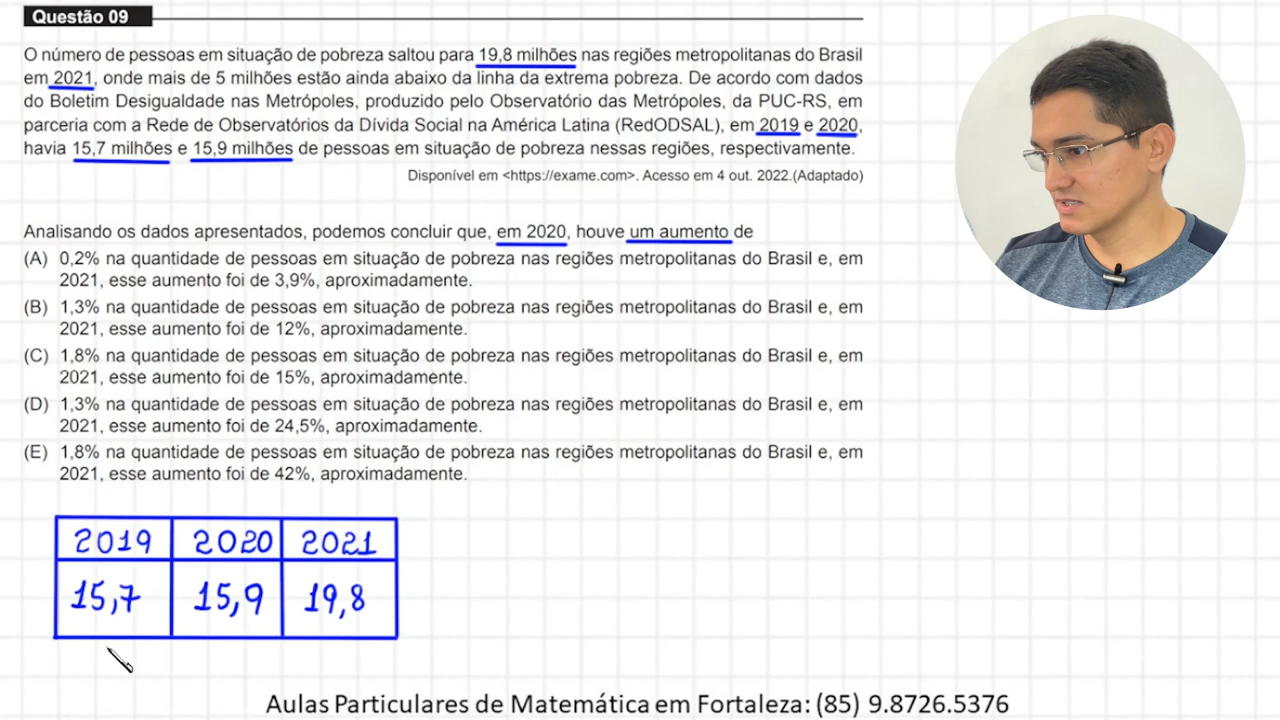 Questão 09
O número de pessoas em situação de pobreza saltou para 19,8 milhões nas regiões metropolitanas do Brasil
em 2021, onde mais de 5 milhões estão ainda abaixo da linha da extrema pobreza. De acordo com dados
do Boletim Desigualdade nas Metrópoles, produzido pelo Observatório das Metrópoles, da PUC-RS, em
parceria com a Rede de Observatórios da Dívida Social na América Latina (RedODSAL), em 2019 e 2020,
havia 15,7 milhões e 15,9 milhões de pessoas em situação de pobreza nessas regiões, respectivamente.
Disponível em <https://exame.com>. Acesso em 4 out. 2022.(Adaptado)
Analisando os dados apresentados, podemos concluir que, em 2020, houve um aumento de
(A) 0,2% na quantidade de pessoas em situação de pobreza nas regiões metropolitanas do Brasil e, em
2021, esse aumento foi de 3,9%, aproximadamente.
(B) 1,3% na quantidade de pessoas em situação de pobreza nas regiões metropolitanas do Brasil e, em
2021, esse aumento foi de 12%, aproximadamente.
(C) 1,8% na quantidade de pessoas em situação de pobreza nas regiões metropolitanas do Brasil e, em
2021, esse aumento foi de 15%, aproximadamente.
(D) 1,3% na quantidade de pessoas em situação de pobreza nas regiões metropolitanas do Brasil e, em
2021, esse aumento foi de 24,5%, aproximadamente.
(E) 1,8% na quantidade de pessoas em situação de pobreza nas regiões metropolitanas do Brasil e, em
2021, esse aumento foi de 42%, aproximadamente.
2019 2020 2021
15,7 15,9 19,8
Aulas Particulares de Matemática em Fortaleza: (85) 9.8726.5376